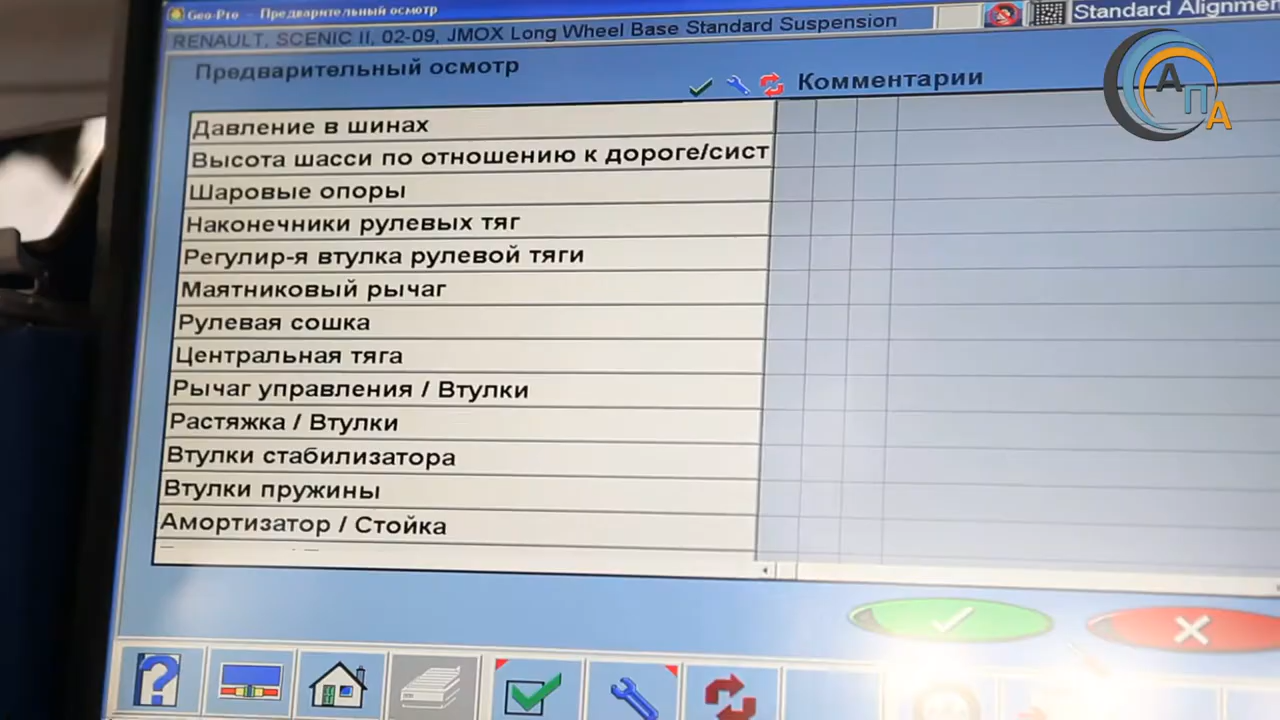 Geo-Pro - Предварительный осмотр
RENAULT, SCENIC II, 02-09, JMOX Long Wheel Base Standard Suspension
Standard Alignmen
Предварительный осмотр
Комментарии
АПА
Давление в шинах
Высота шасси по отношению к дороге/сист
Шаровые опоры
Наконечники рулевых тяг
Регулир-я втулка рулевой тяги
Маятниковый рычаг
Рулевая сошка
Центральная тяга
Рычаг управления / Втулки
Растяжка / Втулки
Втулки стабилизатора
Втулки пружины
Амортизатор / Стойка